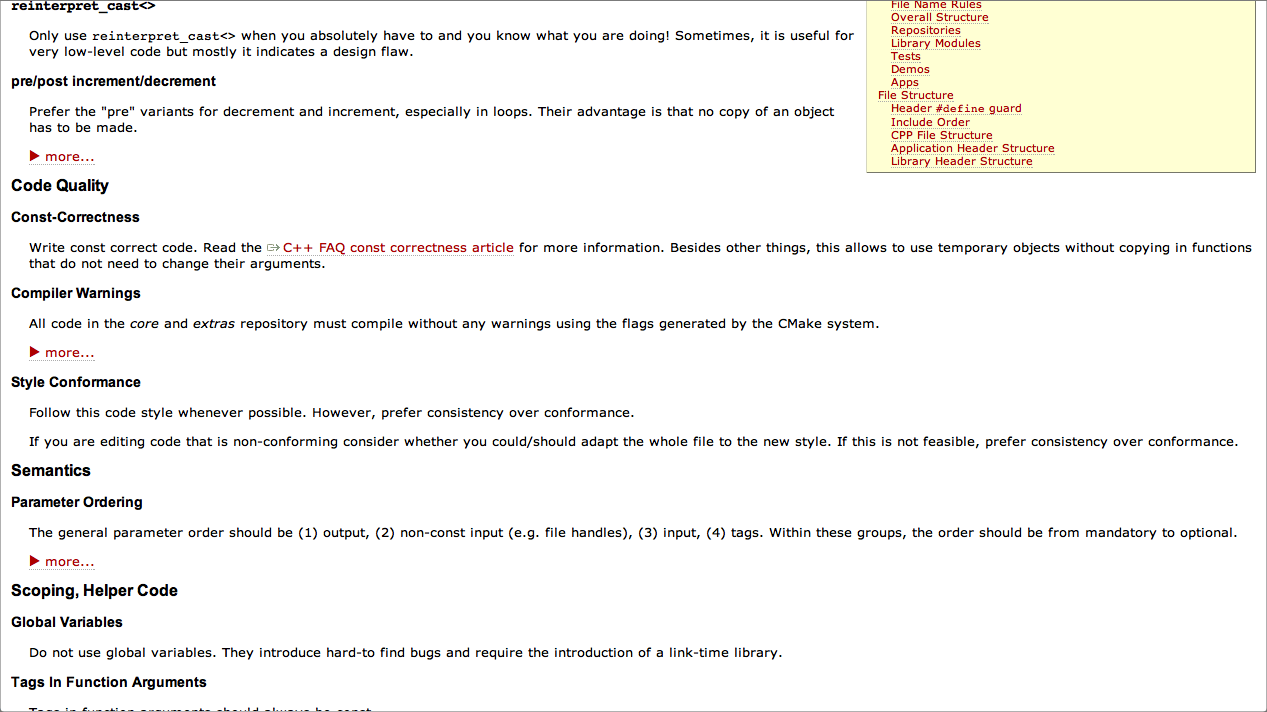 reinterpret_cast<>
Only use reinterpret_cast<> when you absolutely have to and you know what you are doing! Sometimes, it is useful for
very low-level code but mostly it indicates a design flaw.
pre/post increment/decrement
Prefer the "pre" variants for decrement and increment, especially in loops. Their advantage is that no copy of an object
has to be made.
▶ more...
File Name Rules
Overall Structure
Repositories
Library Modules
Tests
Demos
Apps
File Structure
Header #define guard
Include Order
CPP File Structure
Application Header Structure
Library Header Structure
Code Quality
Const-Correctness
Write const correct code. Read the C++ FAQ const correctness article for more information. Besides other things, this allows to use temporary objects without copying in functions
that do not need to change their arguments.
Compiler Warnings
All code in the core and extras repository must compile without any warnings using the flags generated by the CMake system.
▶ more...
Style Conformance
Follow this code style whenever possible. However, prefer consistency over conformance.
If you are editing code that is non-conforming consider whether you could/should adapt the whole file to the new style. If this is not feasible, prefer consistency over conformance.
Semantics
Parameter Ordering
The general parameter order should be (1) output, (2) non-const input (e.g. file handles), (3) input, (4) tags. Within these groups, the order should be from mandatory to optional.
▶ more...
Scoping, Helper Code
Global Variables
Do not use global variables. They introduce hard-to find bugs and require the introduction of a link-time library.
Tags In Function Arguments
Tags in function arguments should always be const.